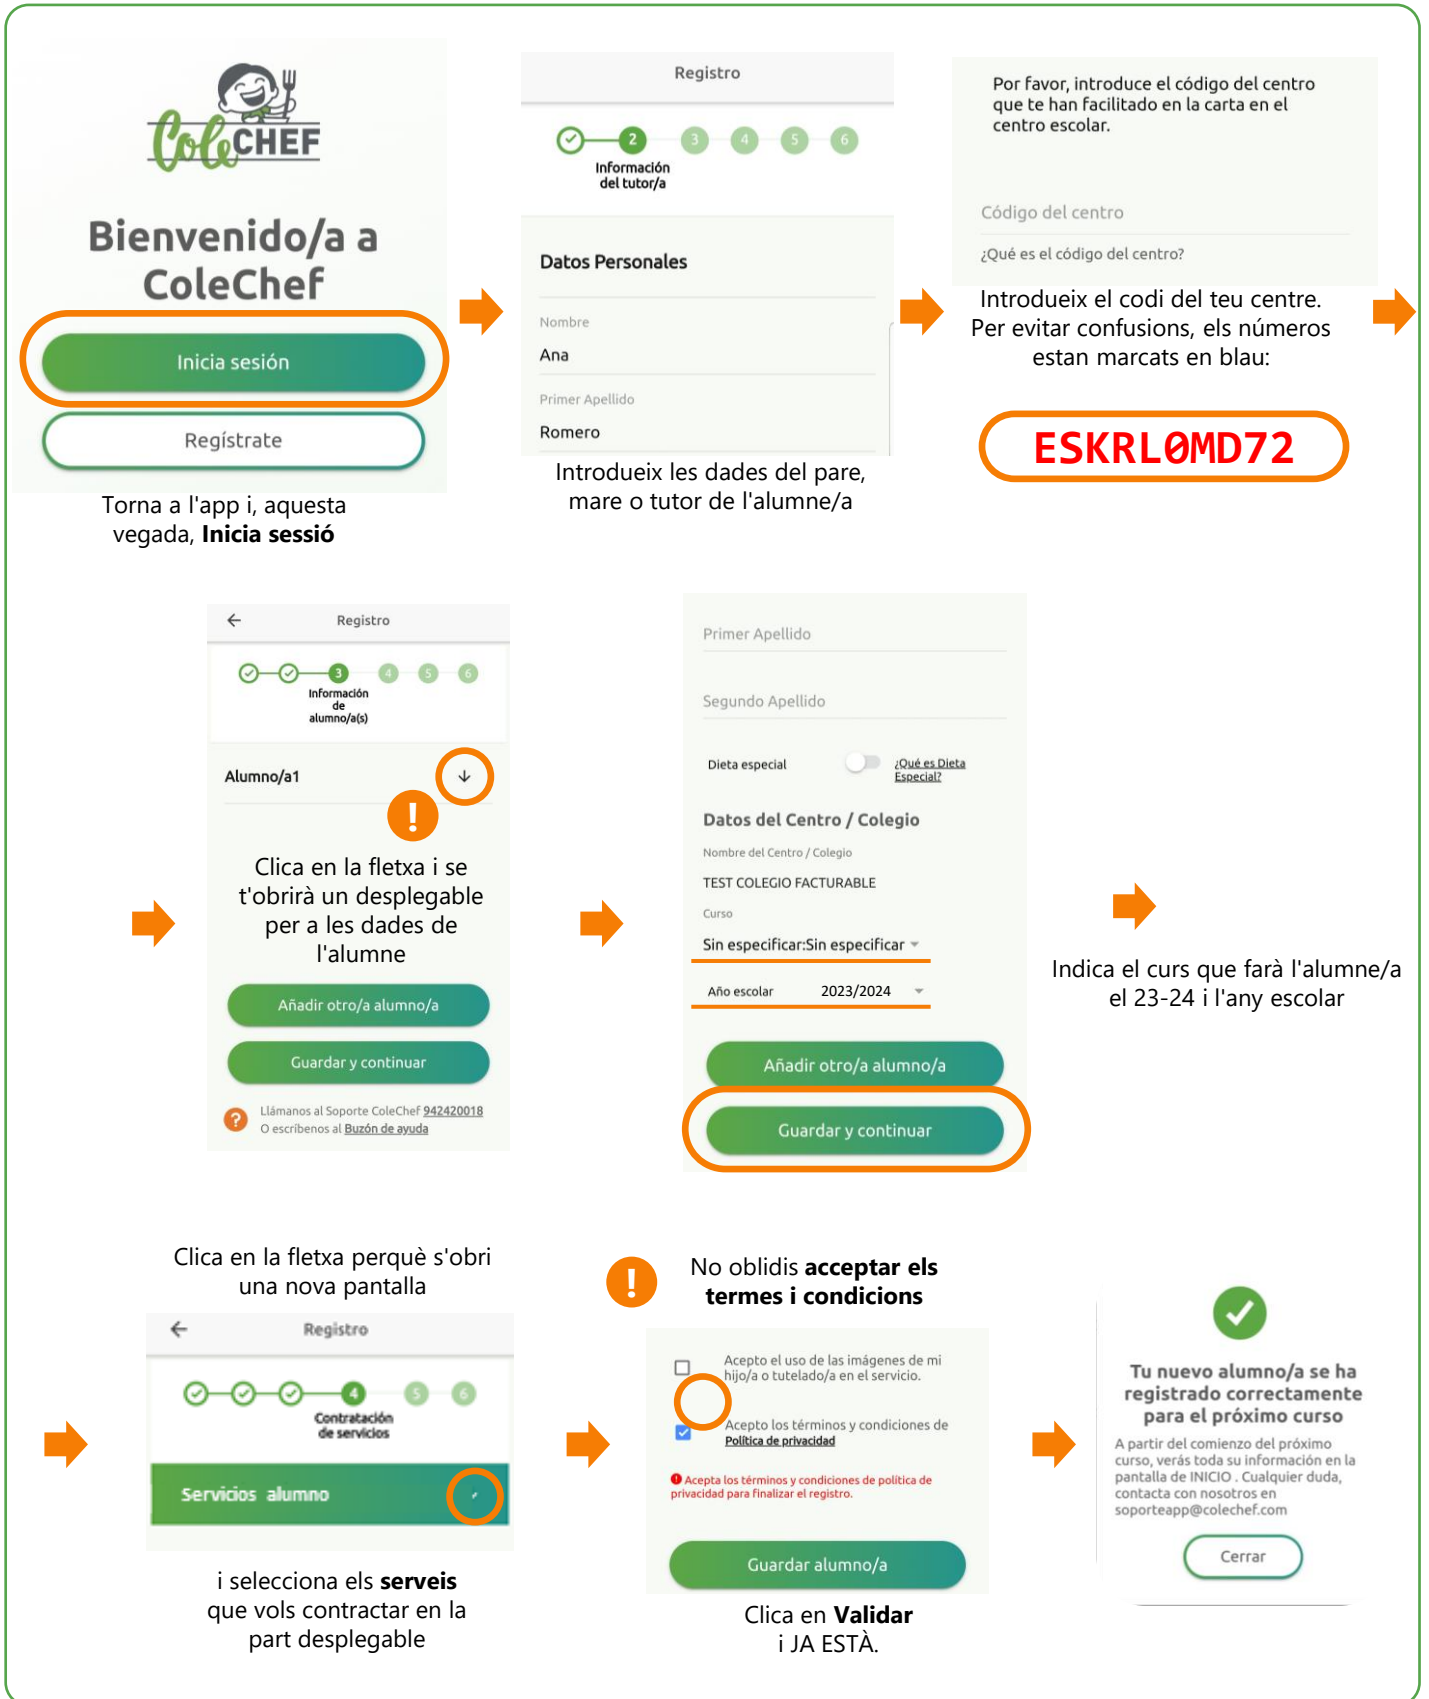 ColeCHEF
Bienvenido/a a
ColeChef
Inicia sesión
Regístrate
Torna a l'app i, aquesta
vegada, Inicia sessió
Registro
2 3 4 5 6
Información
del tutor/a
Datos Personales
Nombre
Ana
Primer Apellido
Romero
Introdueix les dades del pare,
mare o tutor de l'alumne/a
Por favor, introduce el código del centro
que te han facilitado en la carta en el
centro escolar.
Código del centro
¿Qué es el código del centro?
Introdueix el codi del teu centre.
Per evitar confusions, els números
estan marcats en blau:
ESKRL0MD72
Registro
3 4 5 6
Información
de
alumno/a(s)
Alumno/a1
!
Clica en la fletxa i se
t'obrirà un desplegable
per a les dades de
l'alumne
Añadir otro/a alumno/a
Guardar y continuar
?
Llámanos al Soporte ColeChef 942420018
O escríbenos al Buzón de ayuda
Primer Apellido
Segundo Apellido
Dieta especial
¿Qué es Dieta
Especial?
Datos del Centro / Colegio
Nombre del Centro / Colegio
TEST COLEGIO FACTURABLE
Curso
Sin especificar:Sin especificar
Año escolar 2023/2024
Añadir otro/a alumno/a
Guardar y continuar
Indica el curs que farà l'alumne/a
el 23-24 i l'any escolar
Clica en la fletxa perquè s'obri
una nova pantalla
Registro
4 5 6
Contratación
de servicios
Servicios alumno
i selecciona els serveis
que vols contractar en la
part desplegable
!
No oblidis acceptar els
termes i condicions
Acepto el uso de las imágenes de mi
hijo/a o tutelado/a en el servicio.
Acepto los términos y condiciones de
Política de privacidad
Acepta los términos y condiciones de política de
privacidad para finalizar el registro.
Guardar alumno/a
Clica en Validar
i JA ESTÀ.
Tu nuevo alumno/a se ha
registrado correctamente
para el próximo curso
A partir del comienzo del próximo
curso, verás toda su información en la
pantalla de INICIO . Cualquier duda,
contacta con nosotros en
soporteapp@colechef.com
Cerrar